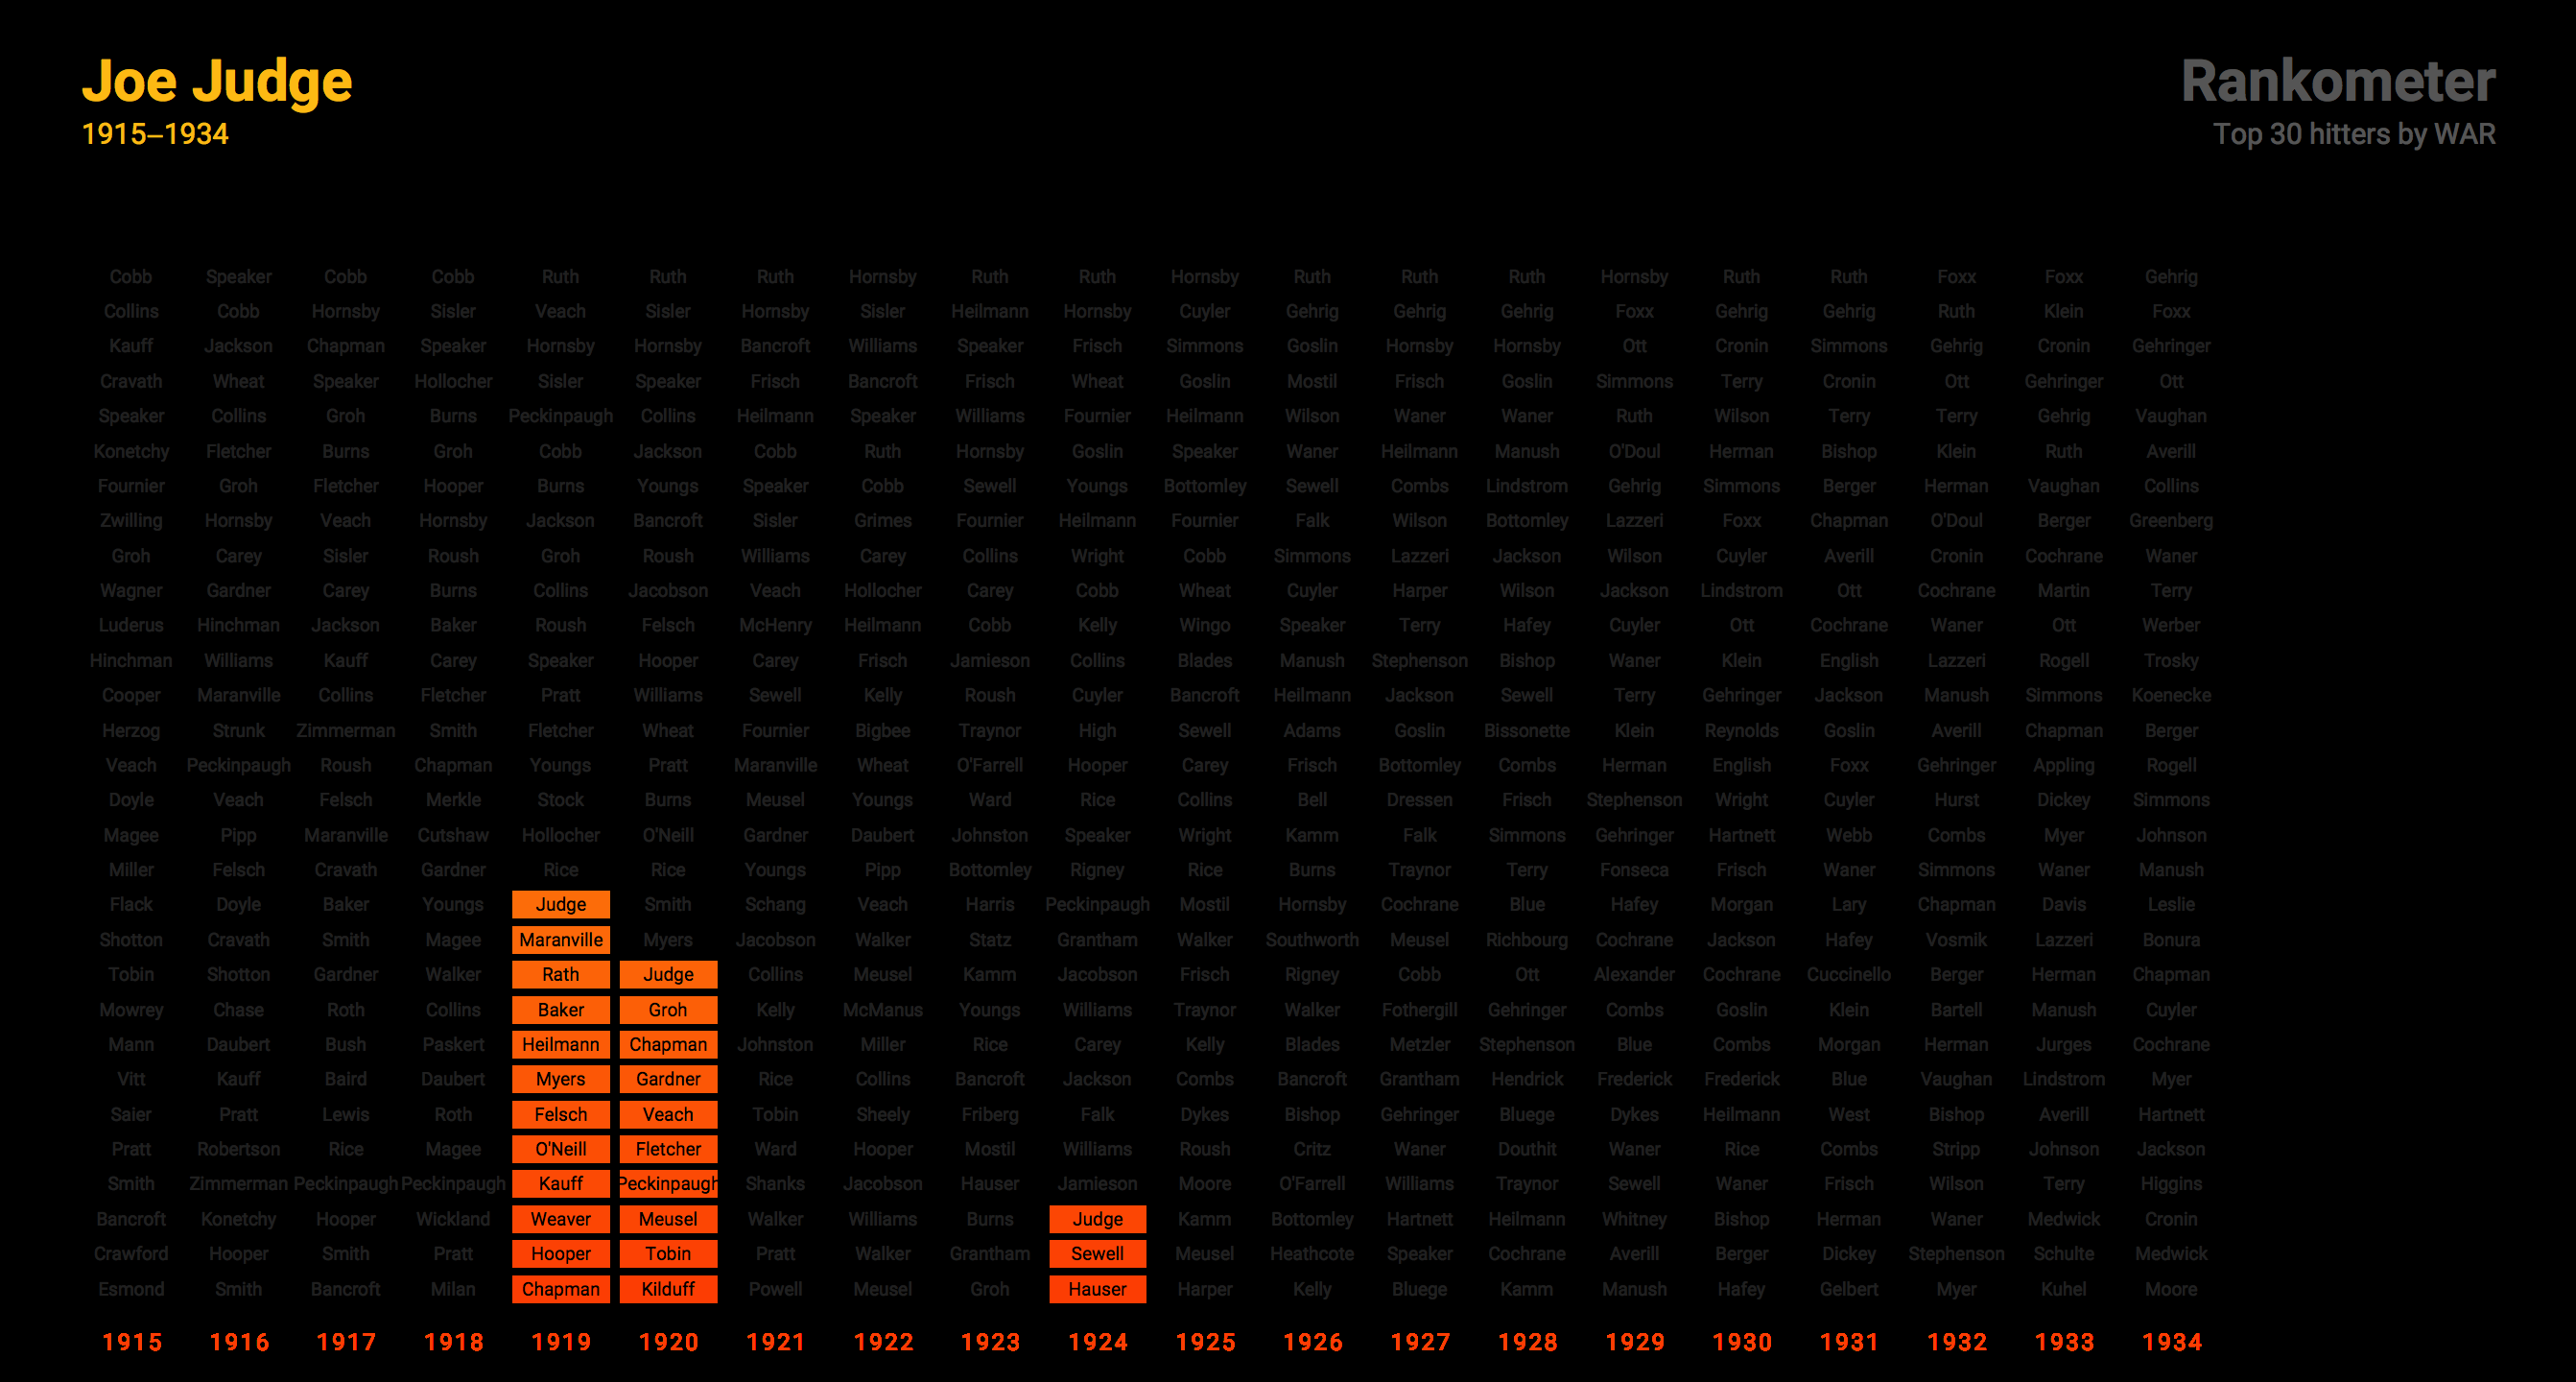 Joe Judge
1915–1934
Rankometer
Top 30 hitters by WAR
Cobb Speaker Cobb Cobb Ruth Ruth Ruth Hornsby Ruth Ruth Hornsby Ruth Ruth Ruth Hornsby Ruth Ruth Foxx Foxx Gehrig
Collins Cobb Hornsby Sisler Veach Sisler Hornsby Sisler Heilmann Hornsby Cuyler Gehrig Gehrig Gehrig Foxx Gehrig Gehrig Ruth Klein Foxx
Kauff Jackson Chapman Speaker Hornsby Hornsby Bancroft Williams Speaker Frisch Simmons Goslin Hornsby Hornsby Ott Cronin Simmons Gehrig Cronin Gehringer
Cravath Wheat Speaker Hollocher Sisler Speaker Frisch Bancroft Frisch Wheat Goslin Mostil Frisch Goslin Simmons Terry Cronin Ott Gehringer Ott
Speaker Collins Groh Burns Peckinpaugh Collins Heilmann Speaker Williams Fournier Heilmann Wilson Waner Waner Ruth Wilson Terry Terry Gehrig Vaughan
Konetchy Fletcher Burns Groh Cobb Jackson Cobb Ruth Hornsby Goslin Speaker Waner Heilmann Manush O'Doul Herman Bishop Klein Ruth Averill
Fournier Groh Fletcher Hooper Burns Youngs Speaker Cobb Sewell Youngs Bottomley Sewell Combs Lindstrom Gehrig Simmons Berger Herman Vaughan Collins
Zwilling Hornsby Veach Hornsby Jackson Bancroft Sisler Grimes Fournier Heilmann Fournier Falk Wilson Bottomley Lazzeri Foxx Chapman O'Doul Berger Greenberg
Groh Carey Sisler Roush Groh Roush Williams Carey Collins Wright Cobb Simmons Lazzeri Jackson Wilson Cuyler Averill Cronin Cochrane Waner
Wagner Gardner Carey Burns Collins Jacobson Veach Hollocher Carey Cobb Wheat Cuyler Harper Wilson Jackson Lindstrom Ott Cochrane Martin Terry
Luderus Hinchman Jackson Baker Roush Felsch McHenry Heilmann Cobb Kelly Wingo Speaker Terry Hafey Cuyler Ott Cochrane Waner Ott Werber
Hinchman Williams Kauff Carey Speaker Hooper Carey Frisch Jamieson Collins Blades Manush Stephenson Bishop Waner Klein English Lazzeri Rogell Trosky
Cooper Maranville Collins Fletcher Pratt Williams Sewell Kelly Roush Cuyler Bancroft Heilmann Jackson Sewell Terry Gehringer Jackson Manush Simmons Koenecke
Herzog Strunk Zimmerman Smith Fletcher Wheat Fournier Bigbee Traynor High Sewell Adams Goslin Bissonette Klein Reynolds Goslin Averill Chapman Berger
Veach Peckinpaugh Roush Chapman Youngs Pratt Maranville Wheat O'Farrell Hooper Carey Frisch Bottomley Combs Herman English Foxx Gehringer Appling Rogell
Doyle Veach Felsch Merkle Stock Burns Meusel Youngs Ward Rice Collins Bell Dressen Frisch Stephenson Wright Cuyler Hurst Dickey Simmons
Magee Pipp Maranville Cutshaw Hollocher O'Neill Gardner Daubert Johnston Speaker Wright Kamm Falk Simmons Gehringer Hartnett Webb Combs Myer Johnson
Miller Felsch Cravath Gardner Rice Rice Youngs Pipp Bottomley Rigney Rice Burns Traynor Terry Fonseca Frisch Waner Simmons Waner Manush
Flack Doyle Baker Youngs Judge Smith Schang Veach Harris Peckinpaugh Mostil Hornsby Cochrane Blue Hafey Morgan Lary Chapman Davis Leslie
Shotton Cravath Smith Magee Maranville Myers Jacobson Walker Statz Grantham Walker Southworth Meusel Richbourg Cochrane Jackson Hafey Vosmik Lazzeri Bonura
Tobin Shotton Gardner Walker Rath Judge Collins Meusel Kamm Jacobson Frisch Rigney Cobb Ott Alexander Cochrane Cuccinello Berger Herman Chapman
Mowrey Chase Roth Collins Baker Groh Kelly McManus Youngs Williams Traynor Walker Fothergill Gehringer Combs Goslin Klein Bartell Manush Cuyler
Mann Daubert Bush Paskert Heilmann Chapman Johnston Miller Rice Carey Kelly Blades Metzler Stephenson Blue Combs Morgan Herman Jurges Cochrane
Vitt Kauff Baird Daubert Myers Gardner Rice Collins Bancroft Jackson Combs Bancroft Grantham Hendrick Frederick Frederick Blue Vaughan Lindstrom Myer
Saier Pratt Lewis Roth Felsch Veach Tobin Sheely Friberg Falk Dykes Bishop Gehringer Bluege Dykes Heilmann West Bishop Averill Hartnett
Pratt Robertson Rice Magee O'Neill Fletcher Ward Hooper Mostil Williams Roush Critz Waner Douthit Waner Rice Combs Stripp Johnson Jackson
Smith Zimmerman Peckinpaugh Peckinpaugh Kauff Peckinpaugh Shanks Jacobson Hauser Jamieson Moore O'Farrell Williams Traynor Sewell Waner Frisch Wilson Terry Higgins
Bancroft Konetchy Hooper Wickland Weaver Meusel Walker Williams Burns Judge Kamm Bottomley Hartnett Heilmann Whitney Bishop Herman Waner Medwick Cronin
Crawford Hooper Smith Pratt Hooper Tobin Pratt Walker Grantham Sewell Meusel Heathcote Speaker Cochrane Averill Berger Dickey Stephenson Schulte Medwick
Esmond Smith Bancroft Milan Chapman Kilduff Powell Meusel Groh Hauser Harper Kelly Bluege Kamm Manush Hafey Gelbert Myer Kuhel Moore
1915 1916 1917 1918 1919 1920 1921 1922 1923 1924 1925 1926 1927 1928 1929 1930 1931 1932 1933 1934